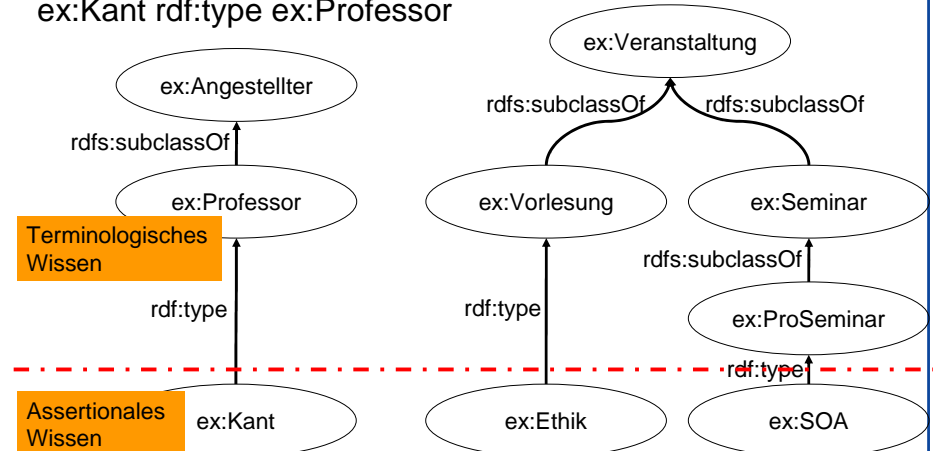 ex:Kant rdf:type ex:Professor
ex:Veranstaltung
ex:Angestellter
rdfs:subclassOf
rdfs:subclassOf
rdfs:subclassOf
ex:Professor
ex:Vorlesung
ex:Seminar
Terminologisches
Wissen
rdfs:subclassOf
rdf:type
rdf:type
ex:ProSeminar
rdf:type
Assertionales
Wissen
ex:Kant
ex:Ethik
ex:SOA